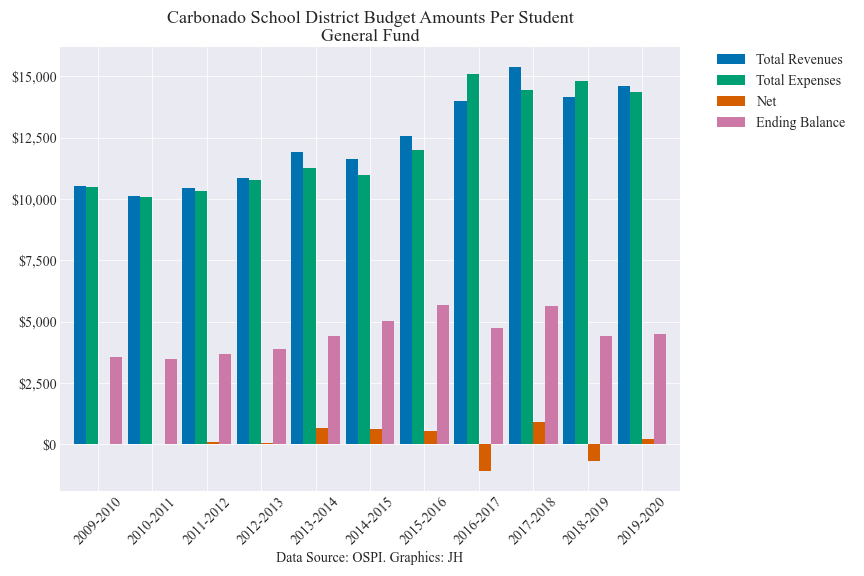 Carbonado School District Budget Amounts Per Student
General Fund
Total Revenues
Total Expenses
Net
Ending Balance
$15,000
$12,500
$10,000
$7,500
$5,000
$2,500
$0
2009-2010
2010-2011
2011-2012
2012-2013
2013-2014
2014-2015
2015-2016
2016-2017
2017-2018
2018-2019
2019-2020
Data Source: OSPI. Graphics: JH